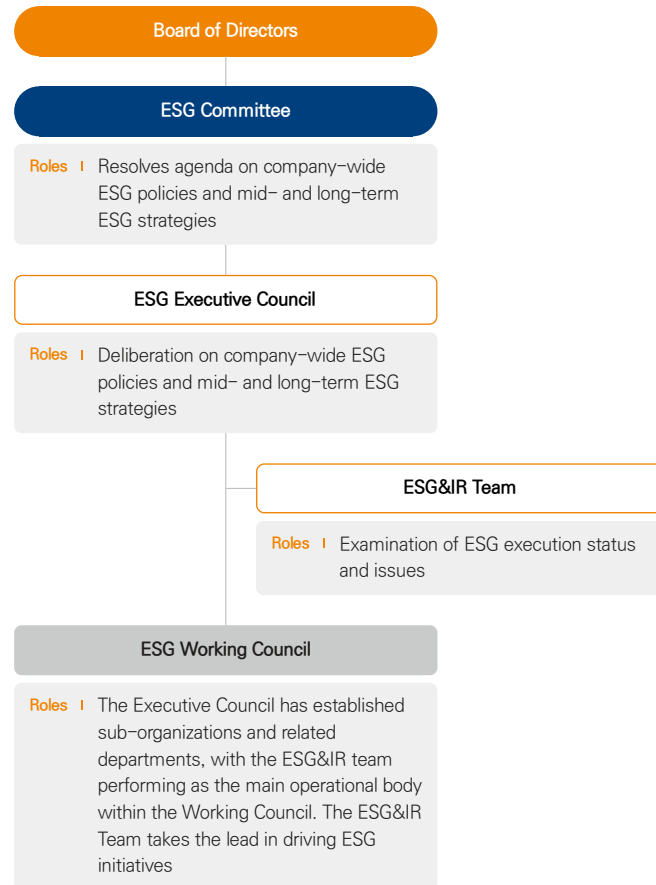 Board of Directors
ESG Committee
Roles I Resolves agenda on company-wide
ESG policies and mid- and long-term
ESG strategies
ESG Executive Council
Roles I Deliberation on company-wide ESG
policies and mid- and long-term ESG
strategies
ESG&IR Team
Roles I Examination of ESG execution status
and issues
ESG Working Council
Roles I The Executive Council has established
sub-organizations and related
departments, with the ESG&IR team
performing as the main operational body
within the Working Council. The ESG&IR
Team takes the lead in driving ESG
initiatives